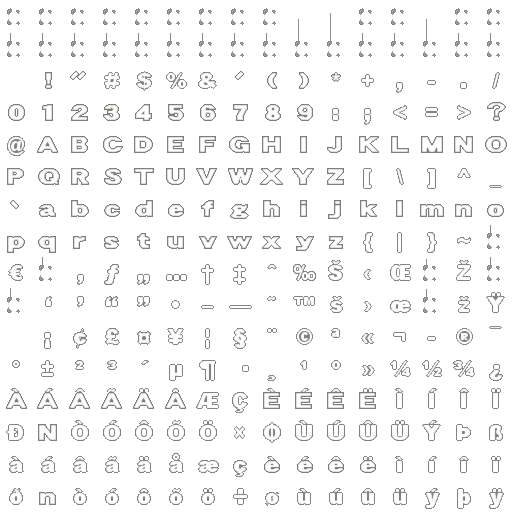 ! " # $ % & ' ( ) * + , - . /
0 1 2 3 4 5 6 7 8 9 : ; < = > ?
@ A B C D E F G H I J K L M N O
P Q R S T U V W X Y Z [ \ ] ^ _
` a b c d e f g h i j k l m n o
p q r s t u v w x y z { | } ~
€ , ƒ „ … † ‡ ˆ ‰ Š ‹ Œ Ž
‘ ’ “ ” • – — ˜ ™ š › œ ž Ÿ
¡ ¢ £ ¤ ¥ ¦ § ¨ © ª « ¬ - ® ¯
° ± ² ³ ´ µ ¶ · ¸ ¹ º » ¼ ½ ¾ ¿
À Á Â Ã Ä Å Æ Ç È É Ê Ë Ì Í Î Ï
Ð Ñ Ò Ó Ô Õ Ö × Ø Ù Ú Û Ü Ý Þ ß
à á â ã ä å æ ç è é ê ë ì í î ï
ð ñ ò ó ô õ ö ÷ ø ù ú û ü ý þ ÿ